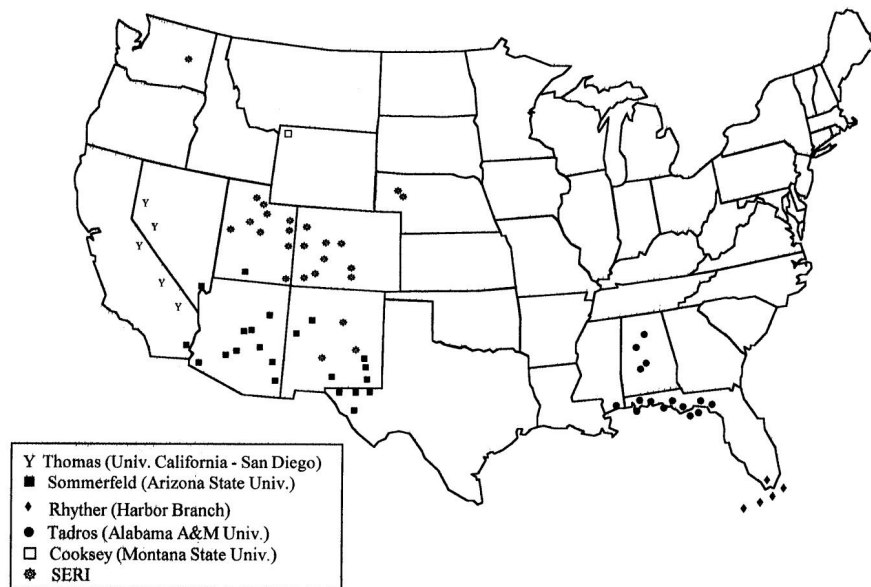 Y Thomas (Univ. California - San Diego)
Sommerfeld (Arizona State Univ.)
Rhyther (Harbor Branch)
Tadros (Alabama A&M Univ.)
Cooksey (Montana State Univ.)
SERI
Y
Y
Y
Y
Y